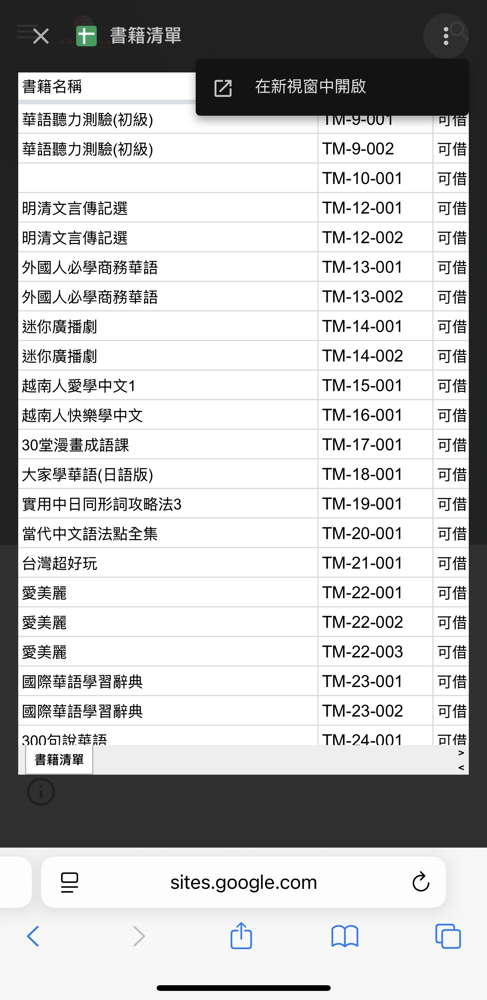 書籍清單
在新視窗中開啟
書籍名稱
華語聽力測驗(初級) TM-9-001 可借
華語聽力測驗(初級) TM-9-002 可借
TM-10-001 可借
明清文言傳記選 TM-12-001 可借
明清文言傳記選 TM-12-002 可借
外國人必學商務華語 TM-13-001 可借
外國人必學商務華語 TM-13-002 可借
迷你廣播劇 TM-14-001 可借
迷你廣播劇 TM-14-002 可借
越南人愛學中文1 TM-15-001 可借
越南人快樂學中文 TM-16-001 可借
30堂漫畫成語課 TM-17-001 可借
大家學華語(日語版) TM-18-001 可借
實用中日同形詞攻略法3 TM-19-001 可借
當代中文語法點全集 TM-20-001 可借
台灣超好玩 TM-21-001 可借
愛美麗 TM-22-001 可借
愛美麗 TM-22-002 可借
愛美麗 TM-22-003 可借
國際華語學習辭典 TM-23-001 可借
國際華語學習辭典 TM-23-002 可借
300句說華語 TM-24-001 可借
書籍清單
sites.google.com